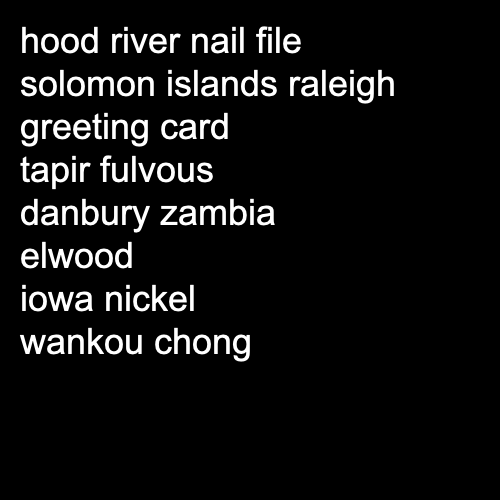 hood river nail file
solomon islands raleigh
greeting card
tapir fulvous
danbury zambia
elwood
iowa nickel
wankou chong